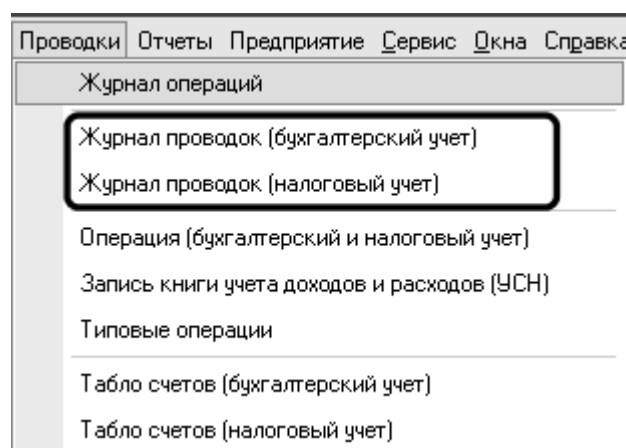 Проводки Отчеты Предприятие Сервис Окна Справка
Журнал операций
Журнал проводок (бухгалтерский учет)
Журнал проводок (налоговый учет)
Операция (бухгалтерский и налоговый учет)
Запись книги учета доходов и расходов (УСН)
Типовые операции
Табло счетов (бухгалтерский учет)
Табло счетов (налоговый учет)